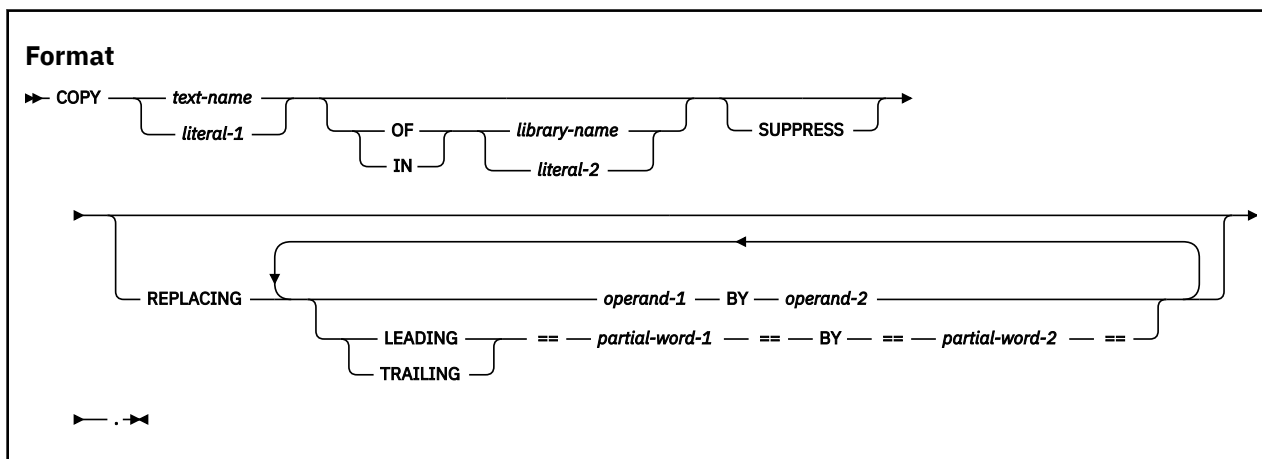 Format
COPY text-name
literal-1
OF library-name SUPPRESS
IN literal-2
REPLACING operand-1 BY operand-2
LEADING == partial-word-1 == BY == partial-word-2 ==
TRAILING
.